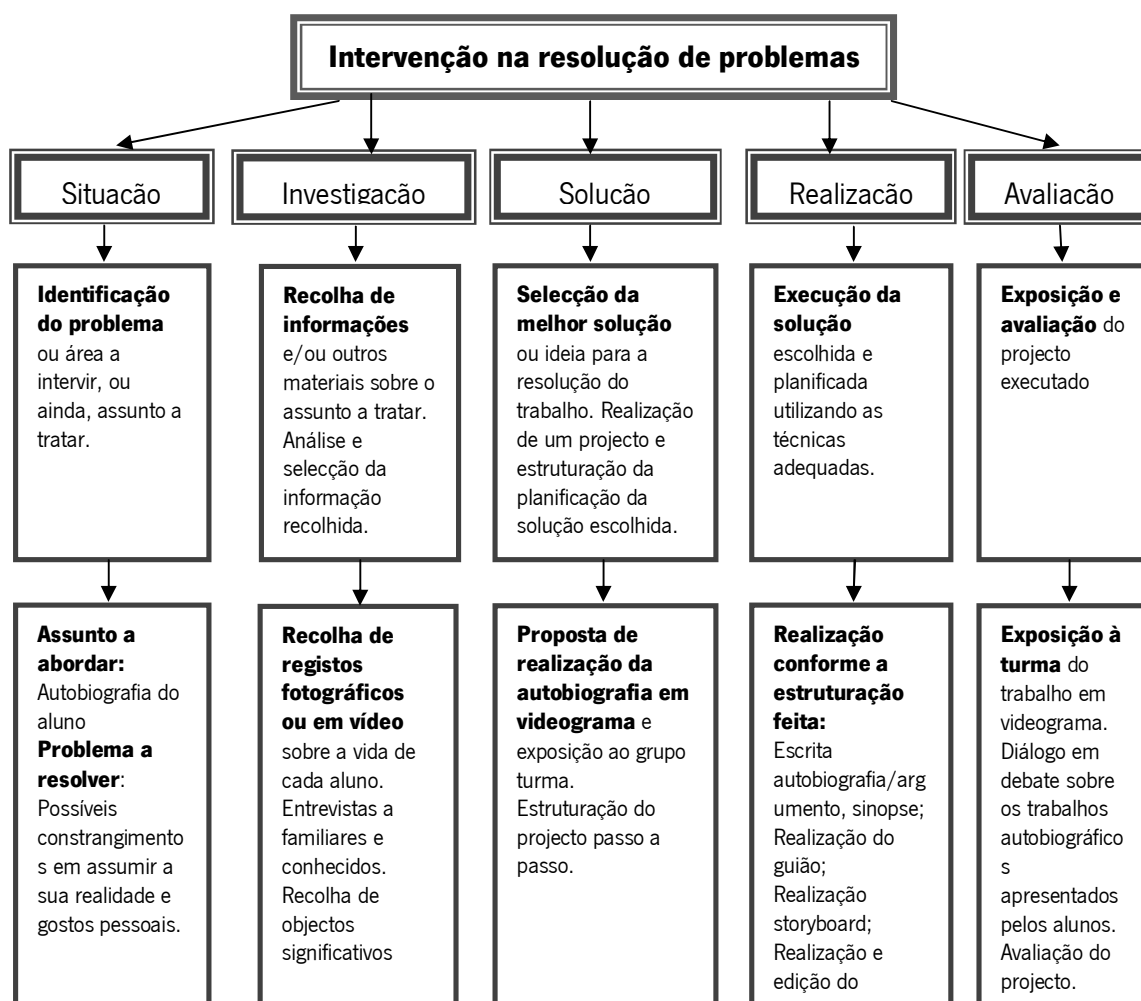 Intervenção na resolução de problemas
Situação
Investigação
Solução
Realização
Avaliação
Identificação
do problema
ou área a
intervir, ou
ainda, assunto a
tratar.
Recolha de
informações
e/ou outros
materiais sobre o
assunto a tratar.
Análise e
selecção da
informação
recolhida.
Selecção da
melhor solução
ou ideia para a
resolução do
trabalho. Realização
de um projecto e
estruturação da
planificação da
solução escolhida.
Execução da
solução
escolhida e
planificada
utilizando as
técnicas
adequadas.
Exposição e
avaliação do
projecto
executado
Assunto a
abordar:
Autobiografia do
aluno
Problema a
resolver:
Possíveis
constrangimento
s em assumir a
sua realidade e
gostos pessoais.
Recolha de
registos
fotográficos
ou em vídeo
sobre a vida de
cada aluno.
Entrevistas a
familiares e
conhecidos.
Recolha de
objectos
significativos
Proposta de
realização da
autobiografia em
videograma e
exposição ao grupo
turma.
Estruturação do
projecto passo a
passo.
Realização
conforme a
estruturação
feita:
Escrita
autobiografia/arg
umento, sinopse;
Realização do
guião;
Realização
storyboard;
Realização e
edição do
Exposição à
turma do
trabalho em
videograma.
Diálogo em
debate sobre
os trabalhos
autobiográfico
s
apresentados
pelos alunos.
Avaliação do
projecto.